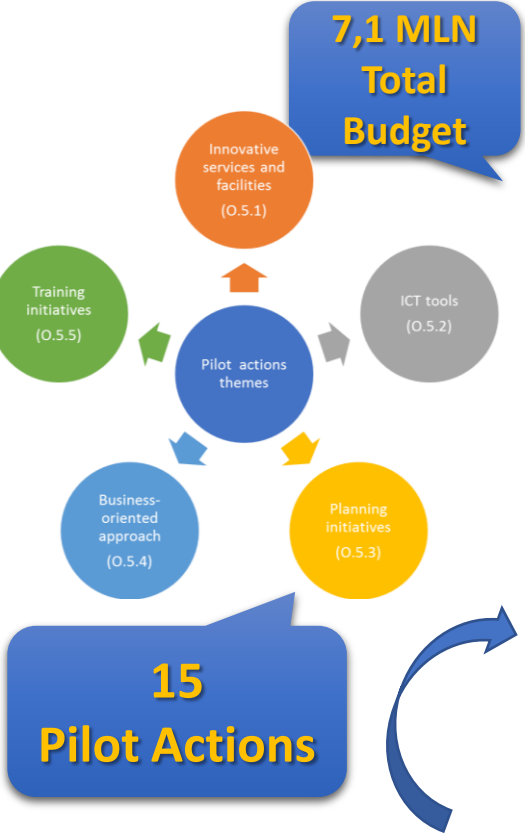 7,1 MLN
Total
Budget
Innovative
services and
facilities
(O.5.1)
Training
initiatives
(O.5.5)
ICT tools
(O.5.2)
Pilot actions
themes
Business-
oriented
approach
(O.5.4)
Planning
initiatives
(O.5.3)
15
Pilot Actions